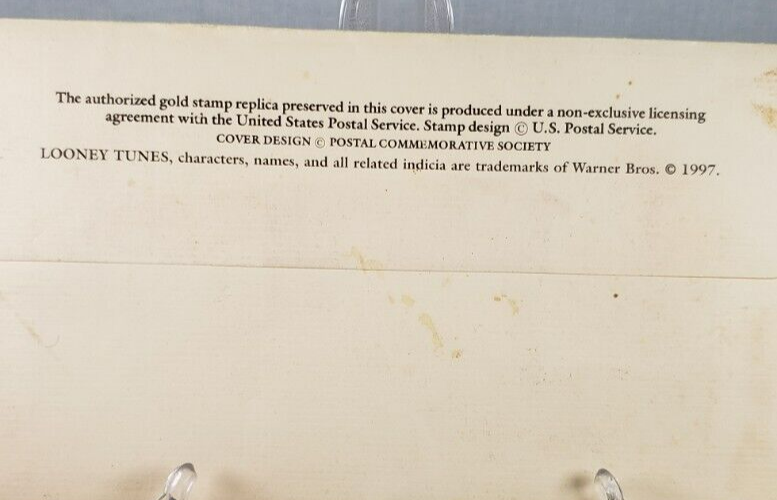 The authorized gold stamp replica preserved in this cover is produced under a non-exclusive licensing
agreement with the United States Postal Service. Stamp design © U.S. Postal Service.
COVER DESIGN © POSTAL COMMEMORATIVE SOCIETY
LOONEY TUNES, characters, names, and all related indicia are trademarks of Warner Bros. © 1997.